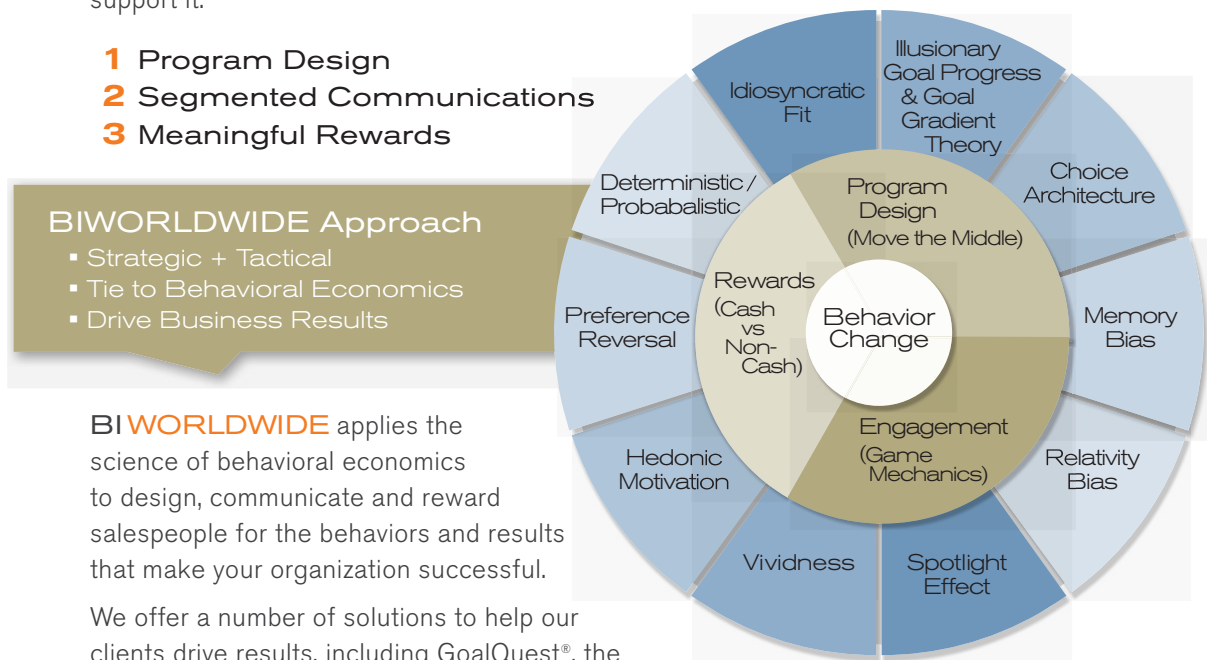 support it.
1 Program Design
2 Segmented Communications
3 Meaningful Rewards
BIWORLDWIDE Approach
▪ Strategic + Tactical
▪ Tie to Behavioral Economics
▪ Drive Business Results
BI WORLDWIDE applies the
science of behavioral economics
to design, communicate and reward
salespeople for the behaviors and results
that make your organization successful.
We offer a number of solutions to help our
clients drive results, including GoalQuest®, the
Idiosyncratic
Fit
Illusionary
Goal Progress
& Goal
Gradient
Theory
Choice
Architecture
Memory
Bias
Relativity
Bias
Spotlight
Effect
Vividness
Hedonic
Motivation
Preference
Reversal
Deterministic /
Probabalistic
Program
Design
(Move the Middle)
Engagement
(Game
Mechanics)
Rewards
(Cash
vs
Non-
Cash)
Behavior
Change